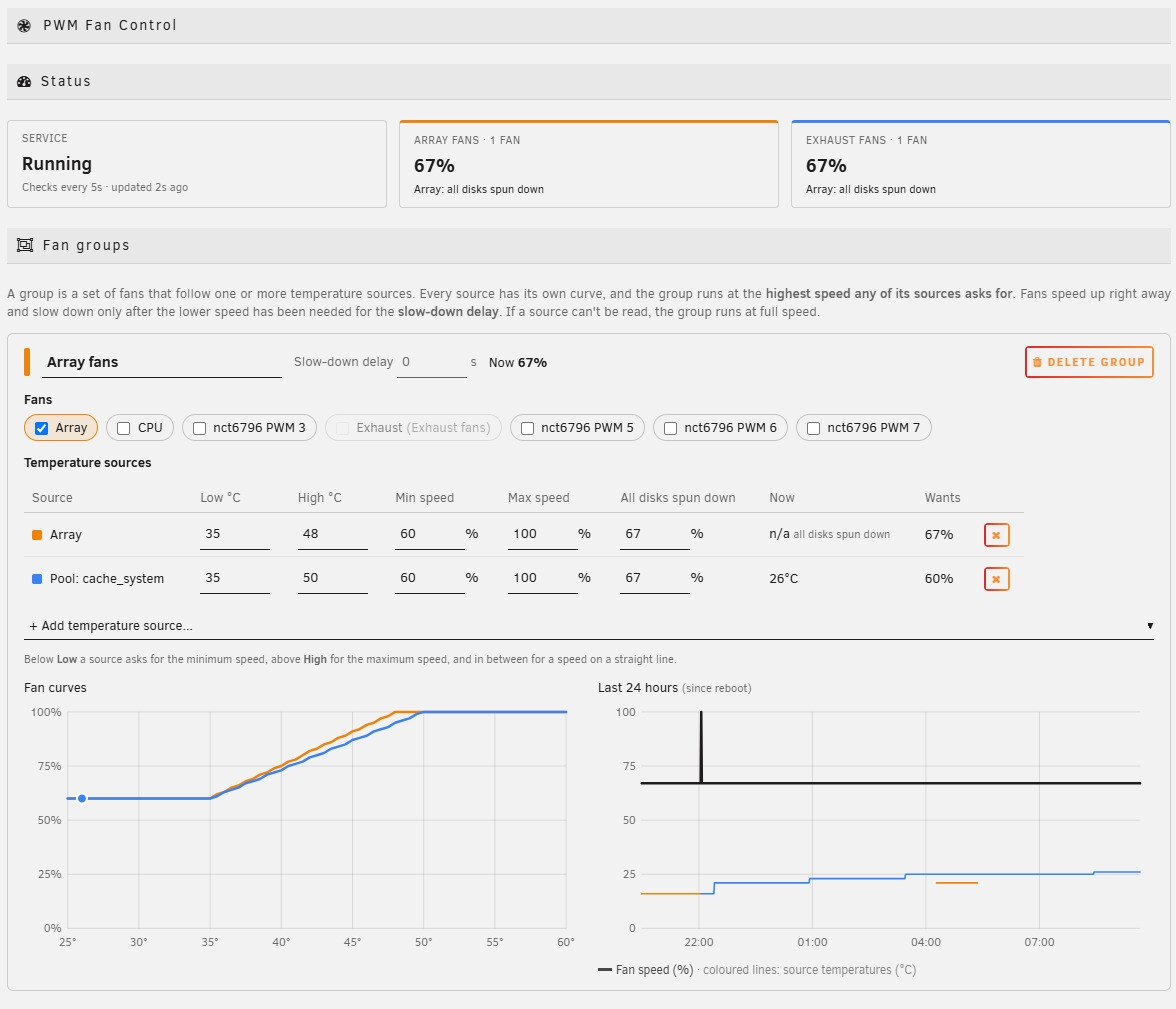 PWM Fan Control
Status
SERVICE
Running
Checks every 5s · updated 2s ago
ARRAY FANS · 1 FAN
67%
Array: all disks spun down
EXHAUST FANS · 1 FAN
67%
Array: all disks spun down
Fan groups
A group is a set of fans that follow one or more temperature sources. Every source has its own curve, and the group runs at the highest speed any of its sources asks for. Fans speed up right away
and slow down only after the lower speed has been needed for the slow-down delay. If a source can't be read, the group runs at full speed.
Array fans Slow-down delay 0 s Now 67% DELETE GROUP
Fans
Array CPU nct6796 PWM 3 Exhaust (Exhaust fans) nct6796 PWM 5 nct6796 PWM 6 nct6796 PWM 7
Temperature sources
Source Low °C High °C Min speed Max speed All disks spun down Now Wants
Array 35 48 60 % 100 % 67 % n/a all disks spun down 67%
Pool: cache_system 35 50 60 % 100 % 67 % 26°C 60%
+ Add temperature source...
Below Low a source asks for the minimum speed, above High for the maximum speed, and in between for a speed on a straight line.
Fan curves
100%
75%
50%
25%
0%
25° 30° 35° 40° 45° 50° 55° 60°
Last 24 hours (since reboot)
100
75
50
25
0
22:00 01:00 04:00 07:00
Fan speed (%) · coloured lines: source temperatures (°C)